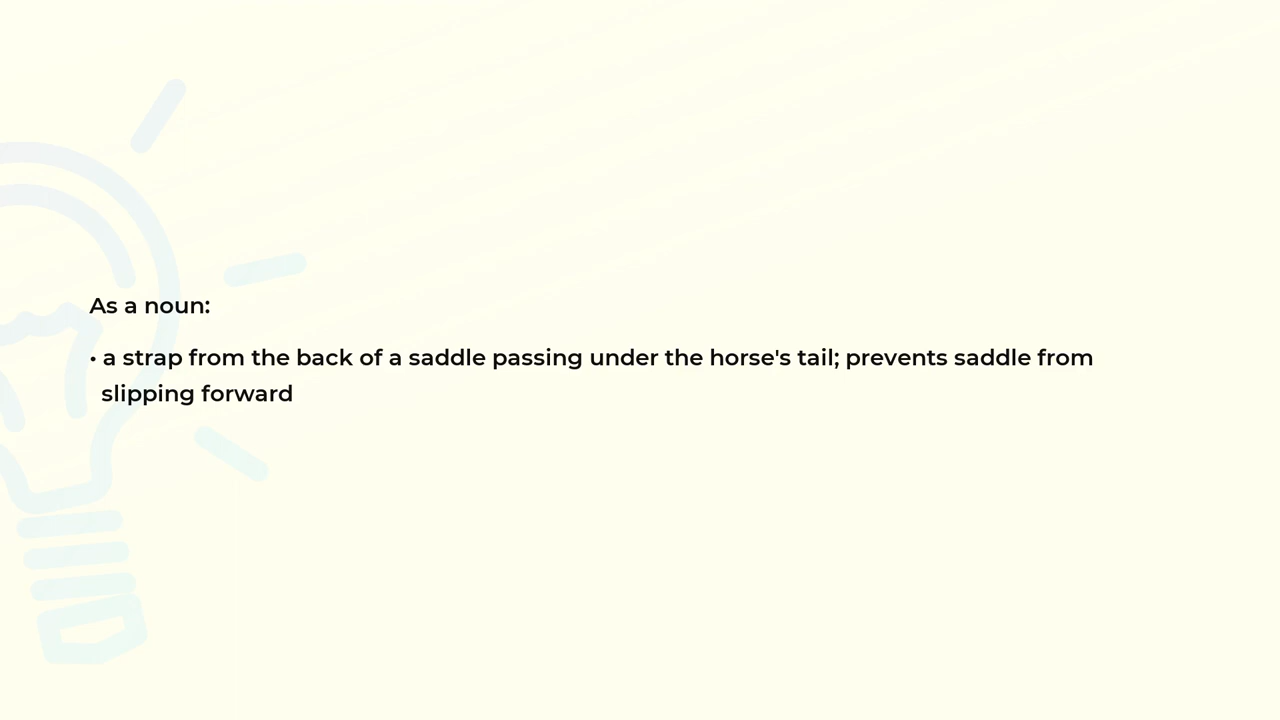 As a noun:
• a strap from the back of a saddle passing under the horse's tail; prevents saddle from
slipping forward